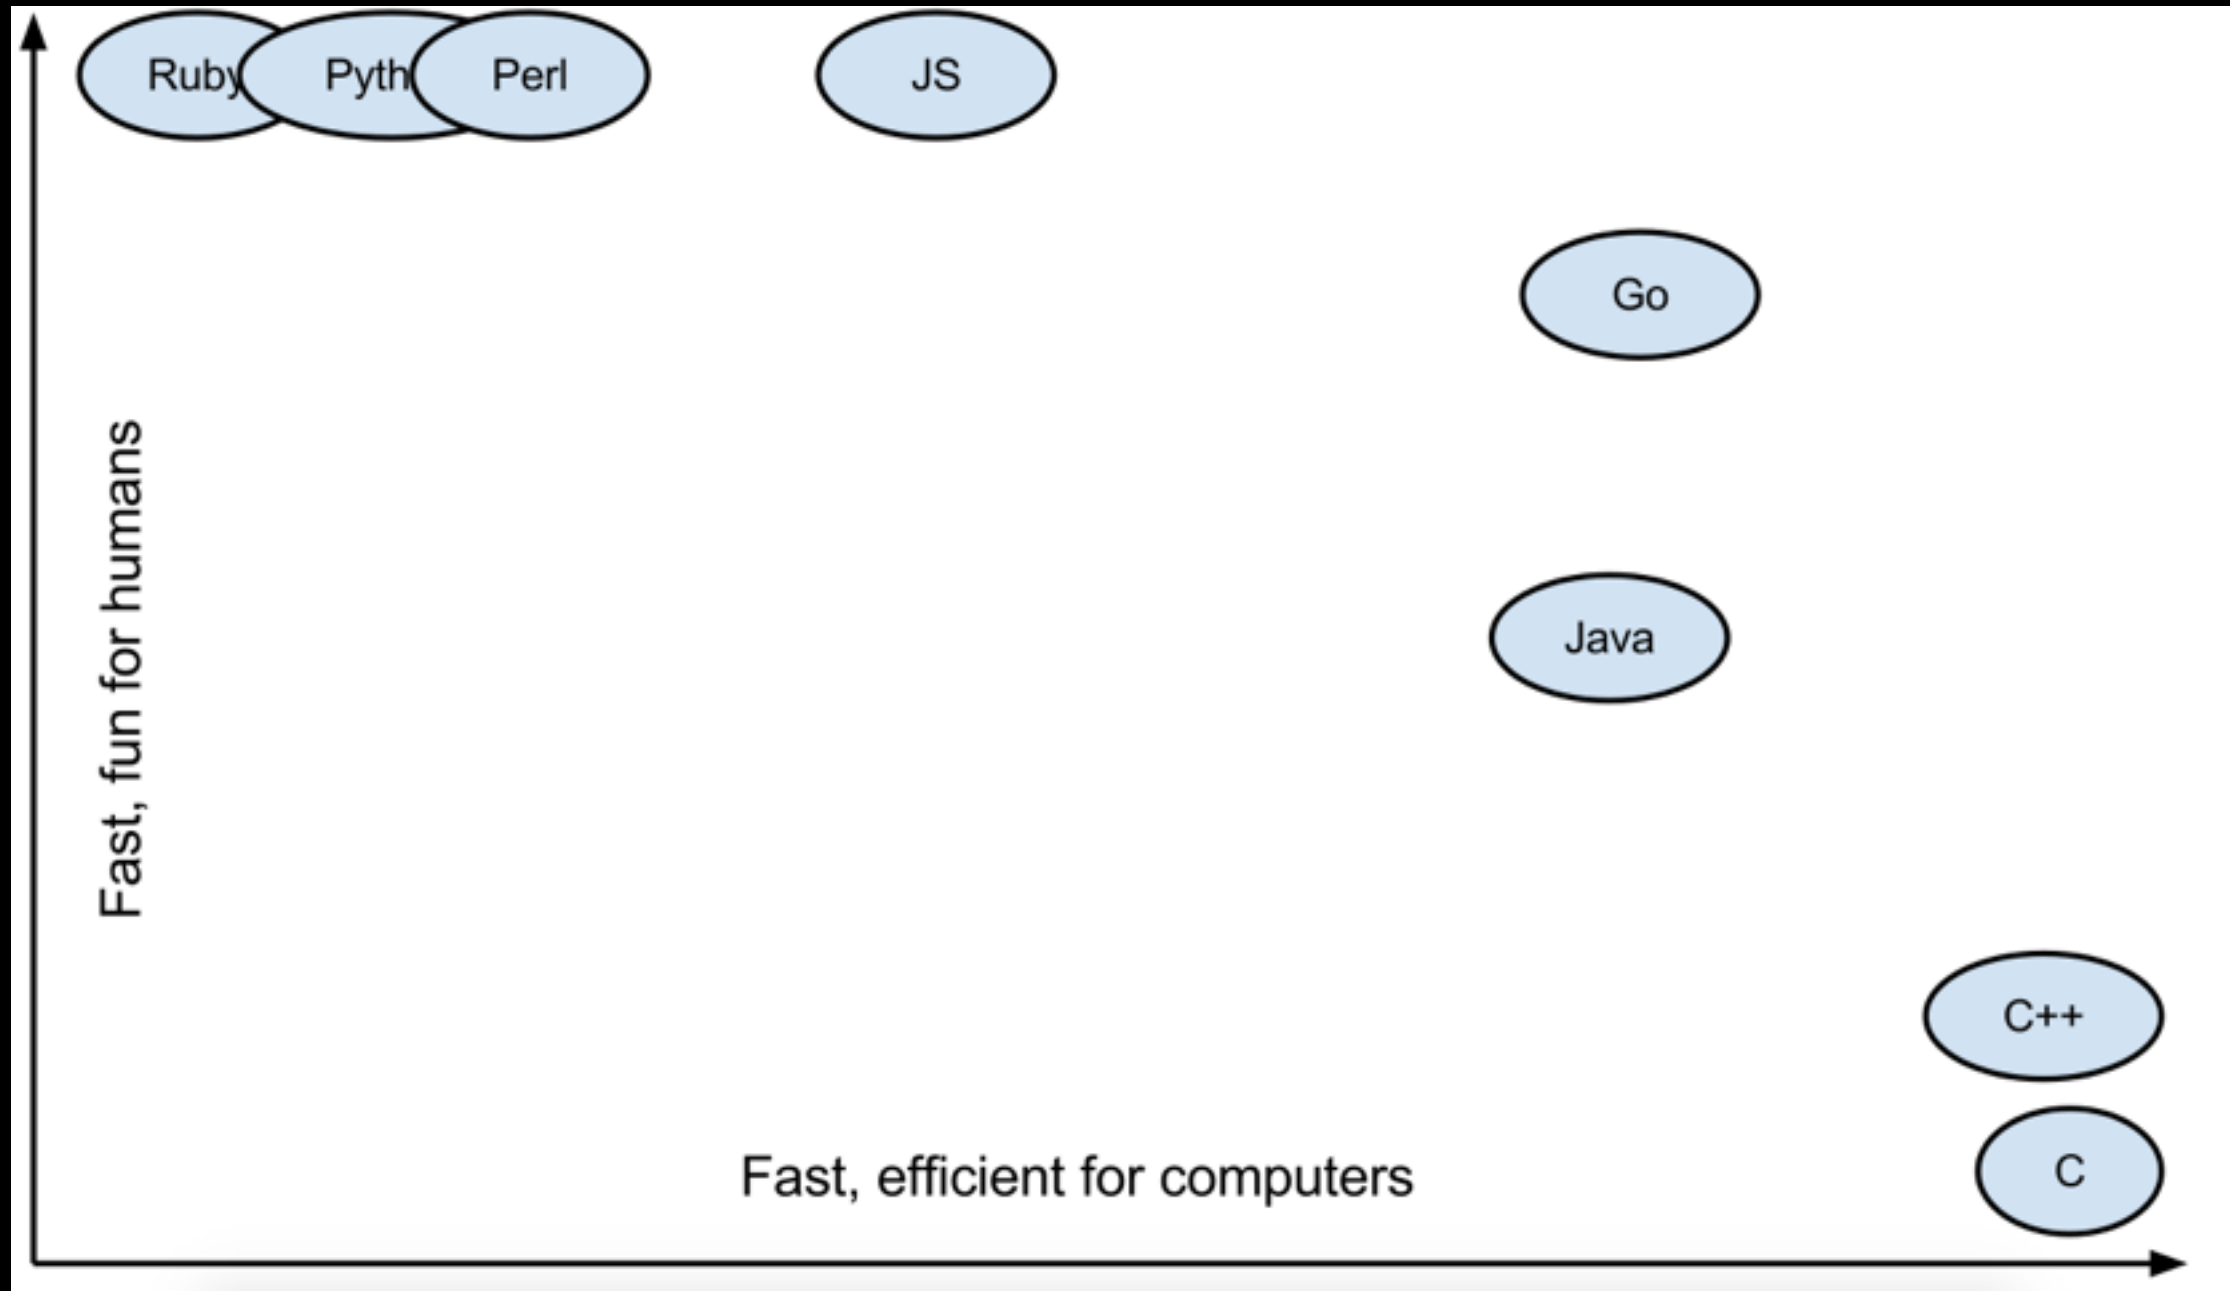 Ruby
Pyth
Perl
JS
Go
Fast, fun for humans
Java
C++
Fast, efficient for computers
C